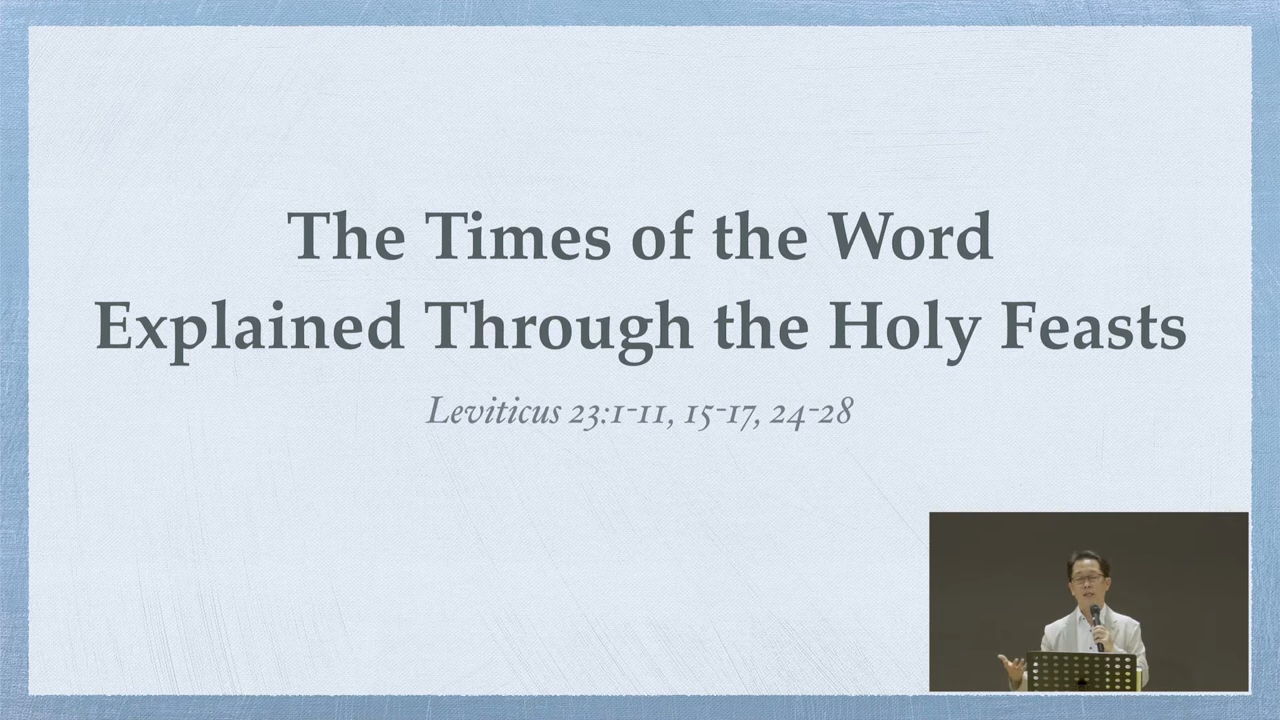 The Times of the Word
Explained Through the Holy Feasts
Leviticus 23:1-11, 15-17, 24-28